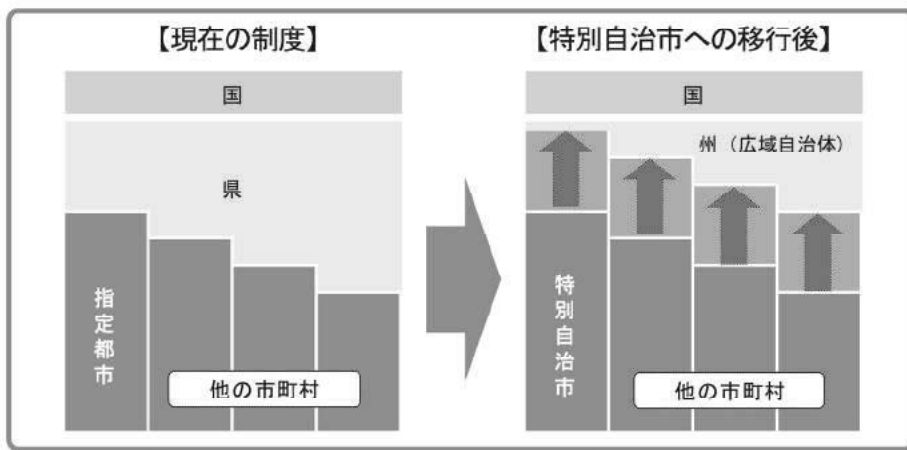 【現在の制度】
国
県
指定都市
他の市町村
【特別自治市への移行後】
国
州（広域自治体）
特別自治市
他の市町村